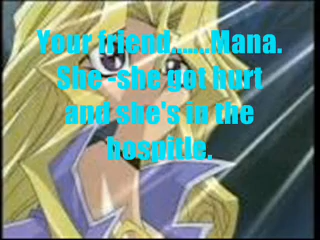 Your friend.......Mana.
She-she got hurt
and she's in the
hospitle.